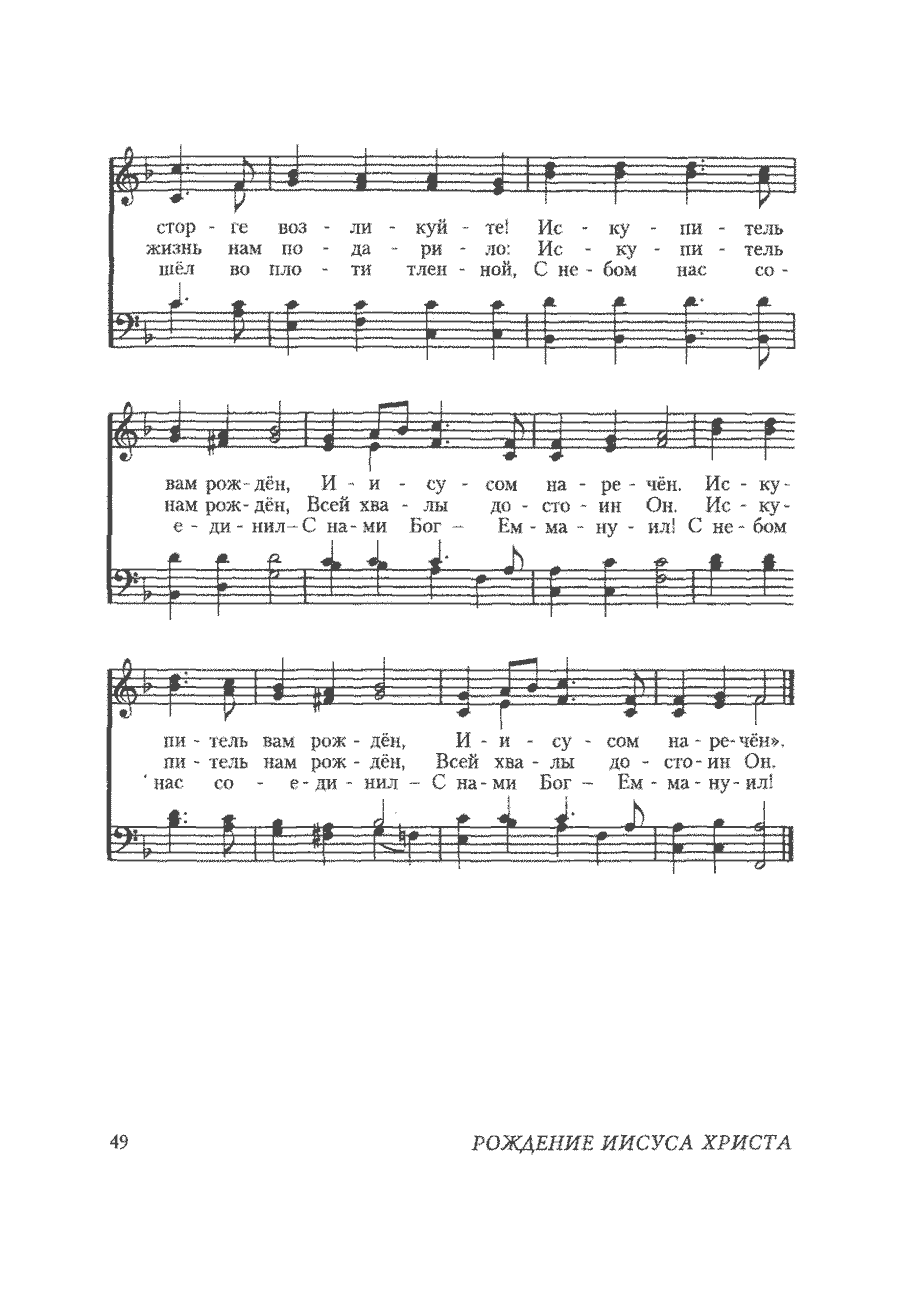 стор - ге воз - ли - куй - те! Ис - ку - пи - тель
жизнь нам по - да - ри - ло: Ис - ку - пи - тель
шёл во пло - ти тлен - ной, С не - бом нас со -
вам рож - дён, И - и - су - сом на - ре - чён. Ис - ку -
нам рож - дён, Всей хва - лы до - сто - ин Он. Ис - ку -
е - ди - нил – С на - ми Бог – Ем - ма - ну - ил! С не - бом
пи - тель вам рож - дён, И - и - су - сом на - ре - чён».
пи - тель нам рож - дён, Всей хва - лы до - сто - ин Он.
нас со - е - ди - нил – С на - ми Бог – Ем - ма - ну - ил!
49 РОЖДЕНИЕ ИИСУСА ХРИСТА